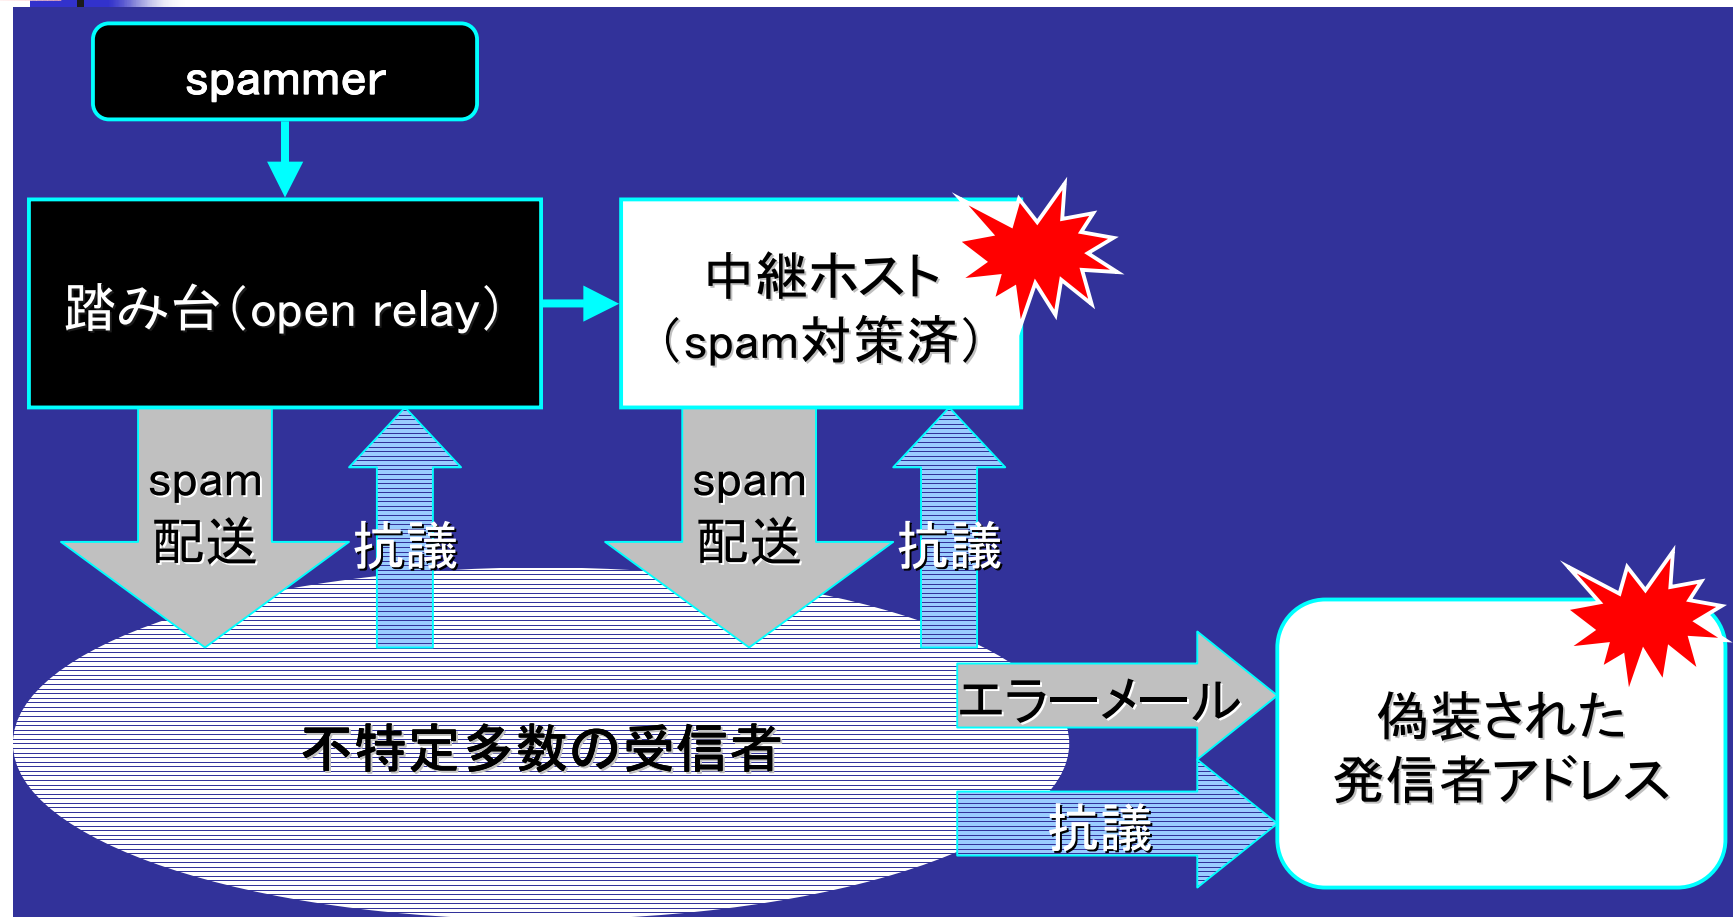 spammer
踏み台（open relay）
中継ホスト
（spam対策済）
spam
配送
抗議
spam
配送
抗議
不特定多数の受信者
エラーメール
抗議
偽装された
発信者アドレス